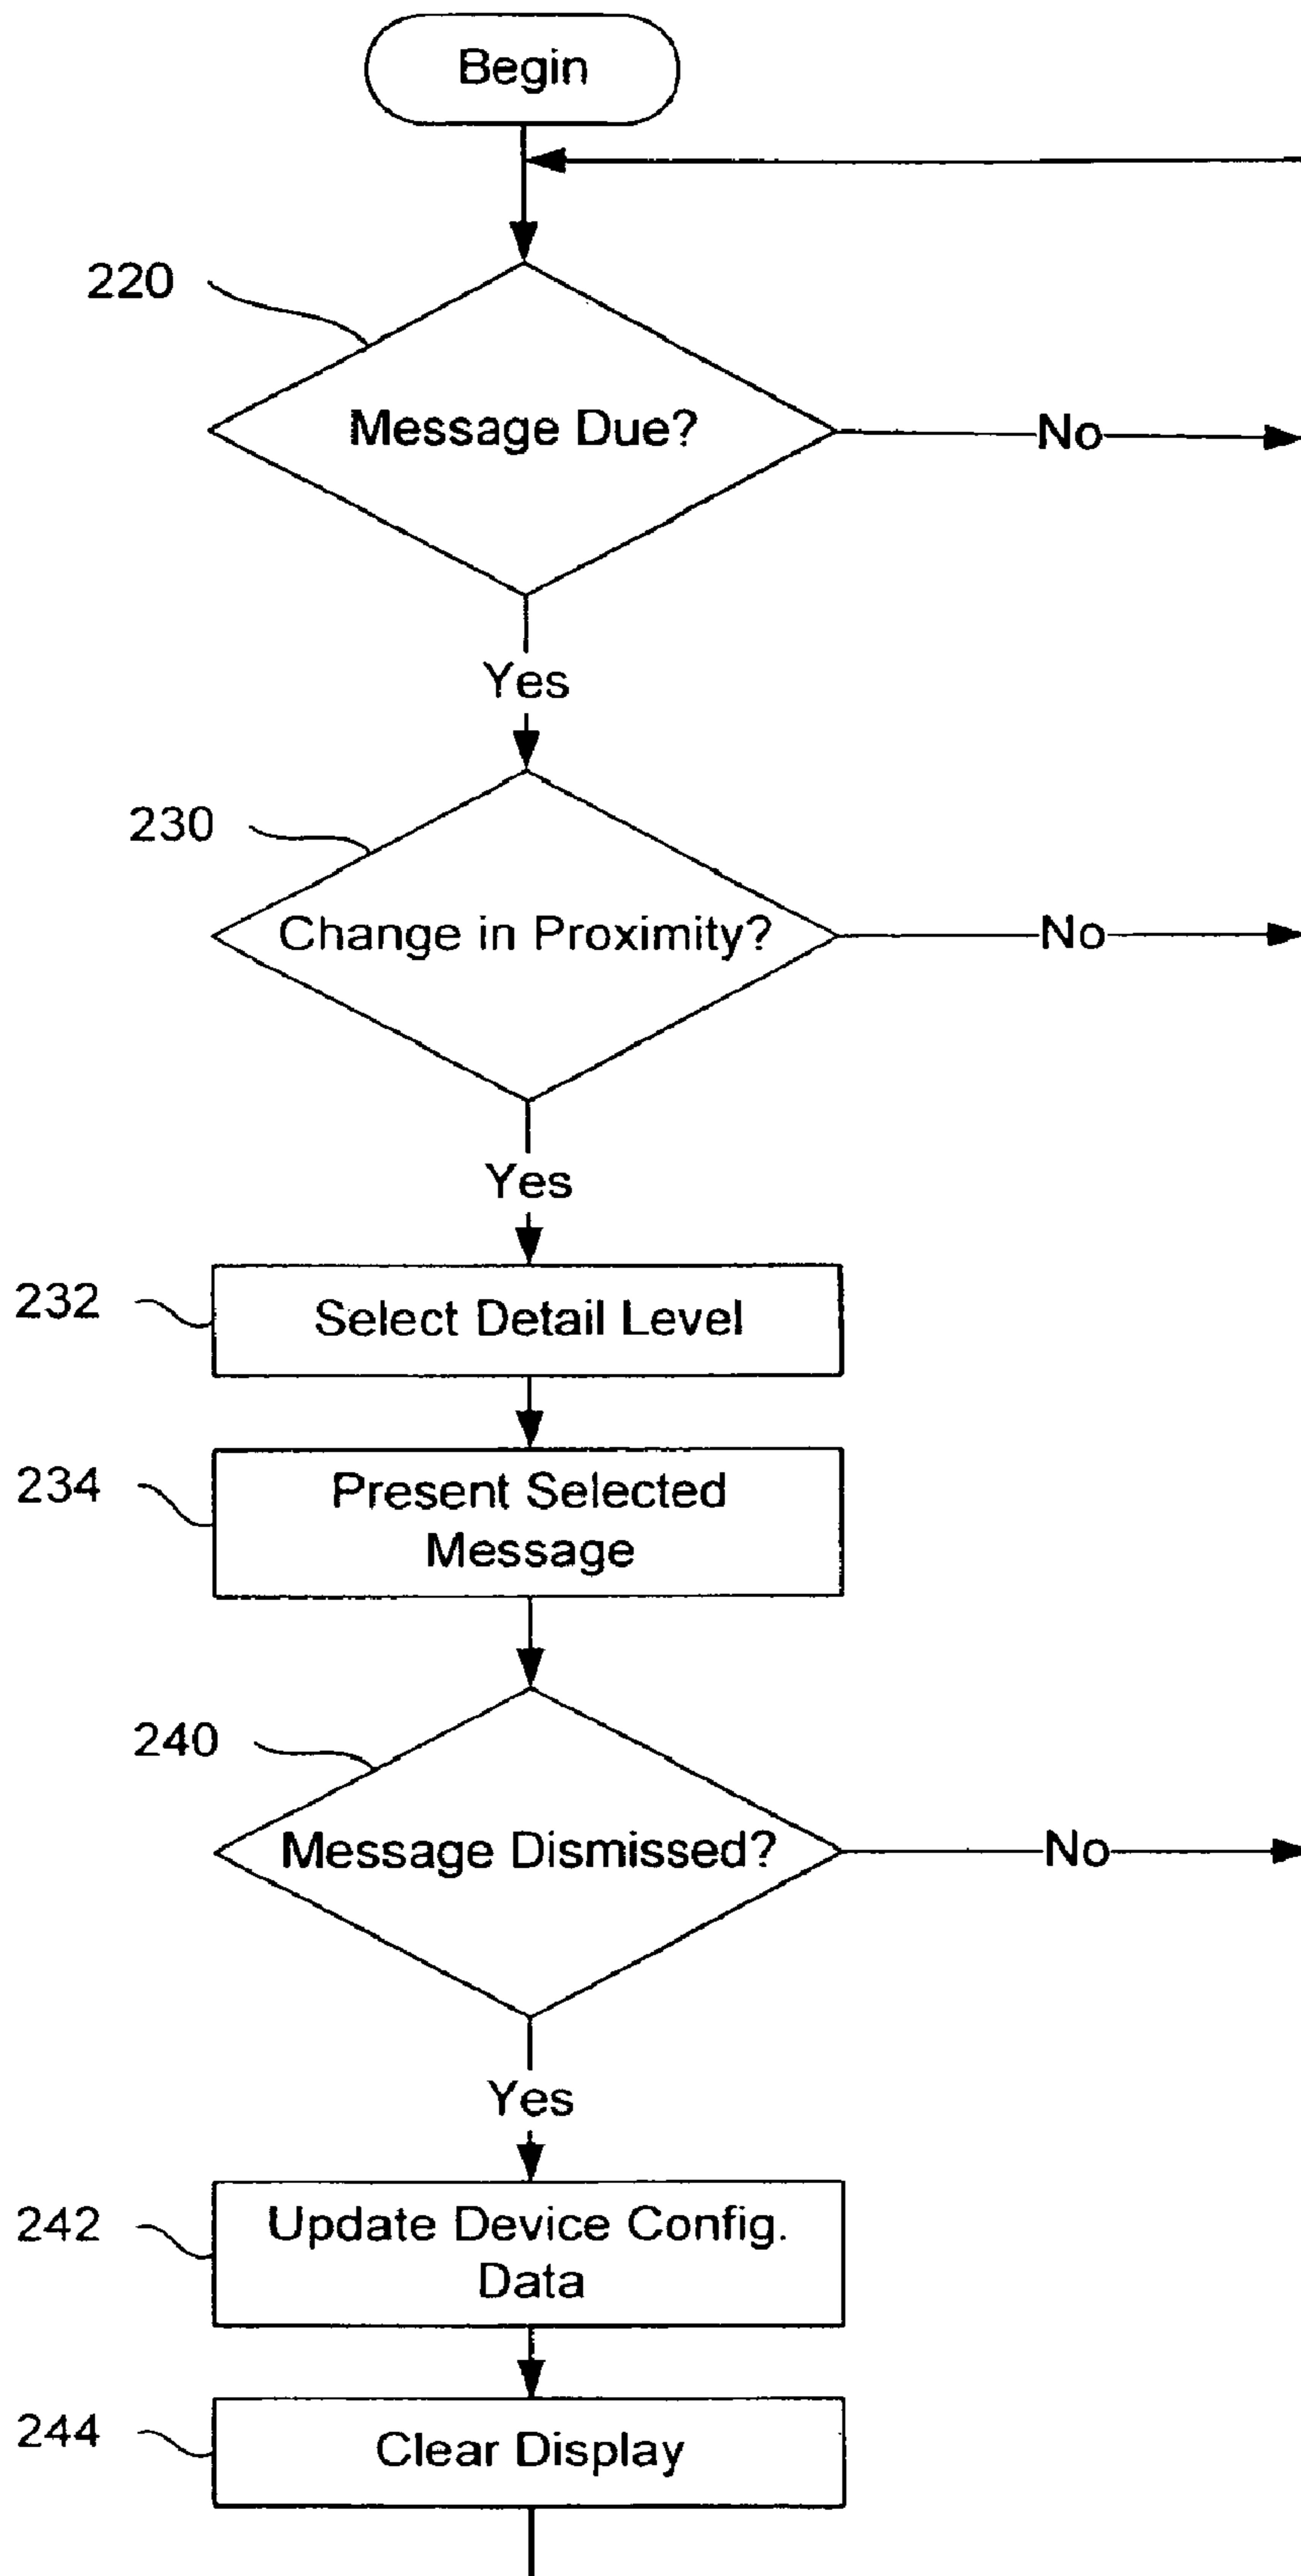 Begin
220
Message Due?
No
Yes
230
Change in Proximity?
No
Yes
232
Select Detail Level
234
Present Selected
Message
240
Message Dismissed?
No
Yes
242
Update Device Config.
Data
244
Clear Display